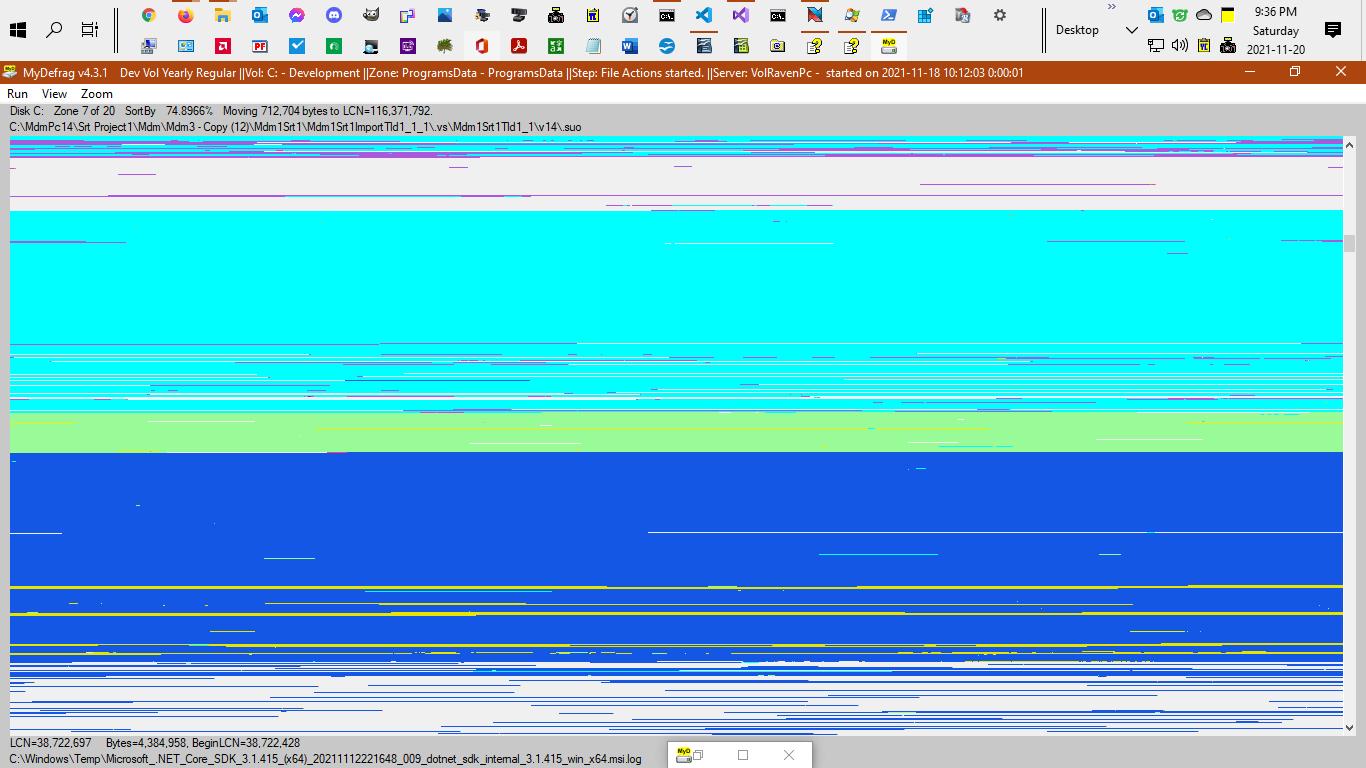 Desktop
9:36 PM
Saturday
2021-11-20
MyDefrag v4.3.1 Dev Vol Yearly Regular ||Vol: C: - Development ||Zone: ProgramsData - ProgramsData ||Step: File Actions started. ||Server: VolRavenPc - started on 2021-11-18 10:12:03 0:00:01
Run View Zoom
Disk C: Zone 7 of 20 SortBy 74.8966% Moving 712,704 bytes to LCN=116,371,792.
C:\MdmPc14\Srt Project1\Mdm\Mdm3 - Copy (12)\Mdm1Srt1\Mdm1Srt1ImportTld1_1_1\.vs\Mdm1Srt1Tld1_1\v14\.suo
LCN=38,722,697 Bytes=4,384,958, BeginLCN=38,722,428
C:\Windows\Temp\Microsoft_.NET_Core_SDK_3.1.415_(x64)_20211112221648_009_dotnet_sdk_internal_3.1.415_win_x64.msi.log
MyD